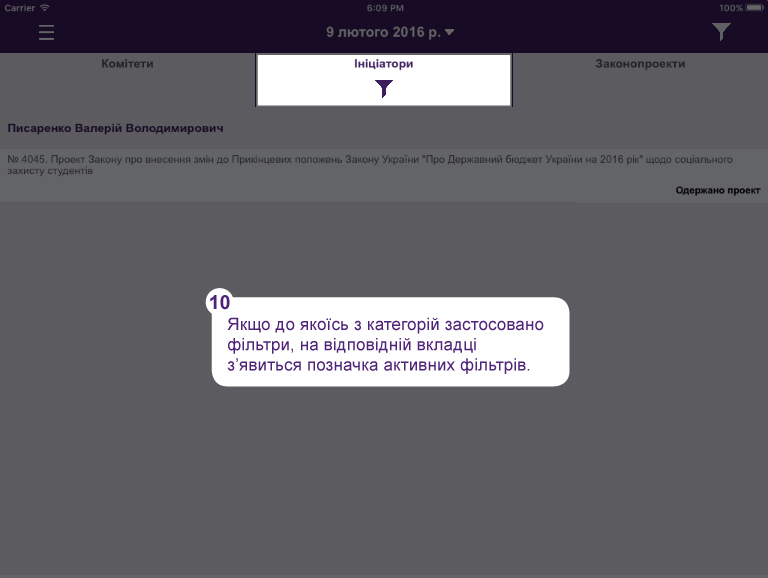 Carrier 6:09 PM 100%
9 лютого 2016 р.
Комітети Ініціатори Законопроекти
Писаренко Валерій Володимирович
№ 4045. Проект Закону про внесення змін до Прикінцевих положень Закону України "Про Державний бюджет України на 2016 рік" щодо соціального
захисту студентів
Одержано проект
10
Якщо до якоїсь з категорій застосовано
фільтри, на відповідній вкладці
з’явиться позначка активних фільтрів.